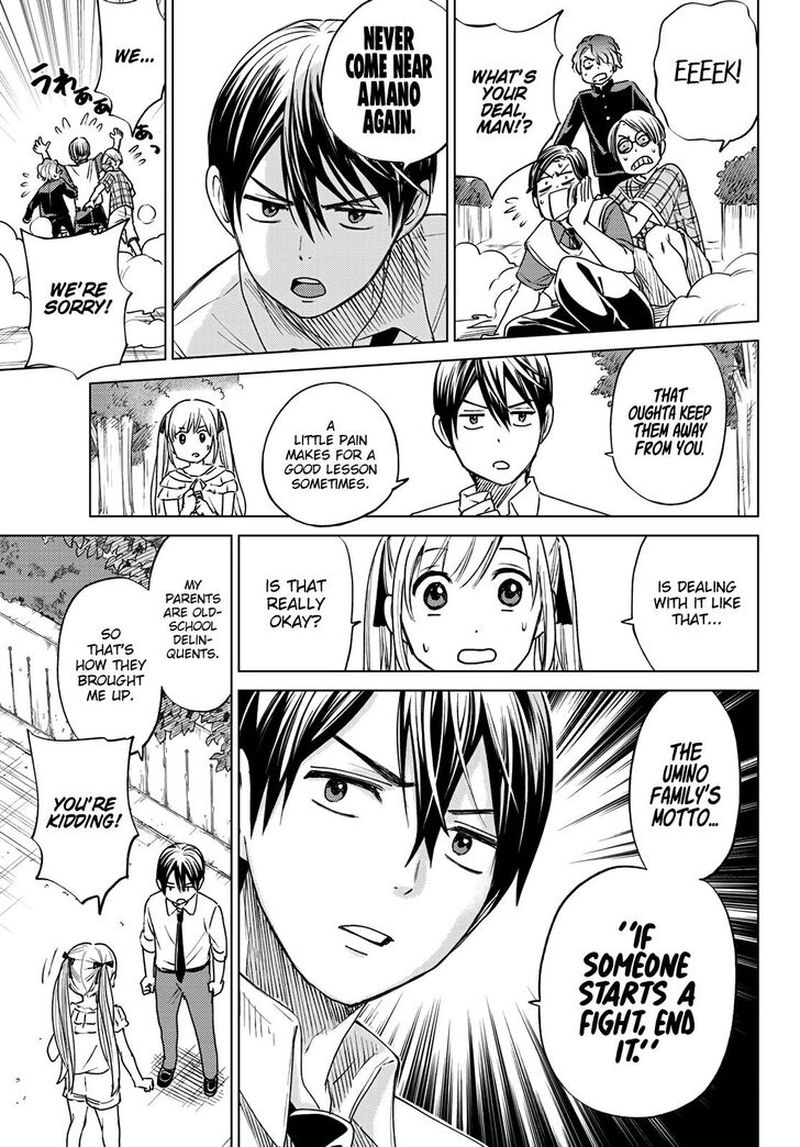 EEEEK!
WHAT'S
YOUR
DEAL,
MAN!?
NEVER
COME NEAR
AMANO
AGAIN.
WE...
うわぁぁ
ぁっ
WE'RE
SORRY!
THAT
OUGHTA KEEP
THEM AWAY
FROM YOU.
A
LITTLE PAIN
MAKES FOR
A GOOD LESSON
SOMETIMES.
IS DEALING
WITH IT LIKE
THAT...
IS THAT
REALLY
OKAY?
THE
UMINO
FAMILY'S
MOTTO...
"IF
SOMEONE
STARTS A
FIGHT, END
IT."
MY
PARENTS
ARE OLD-
SCHOOL
DELIN-
QUENTS.
SO
THAT'S
HOW THEY
BROUGHT
ME UP.
YOU'RE
KIDDING!